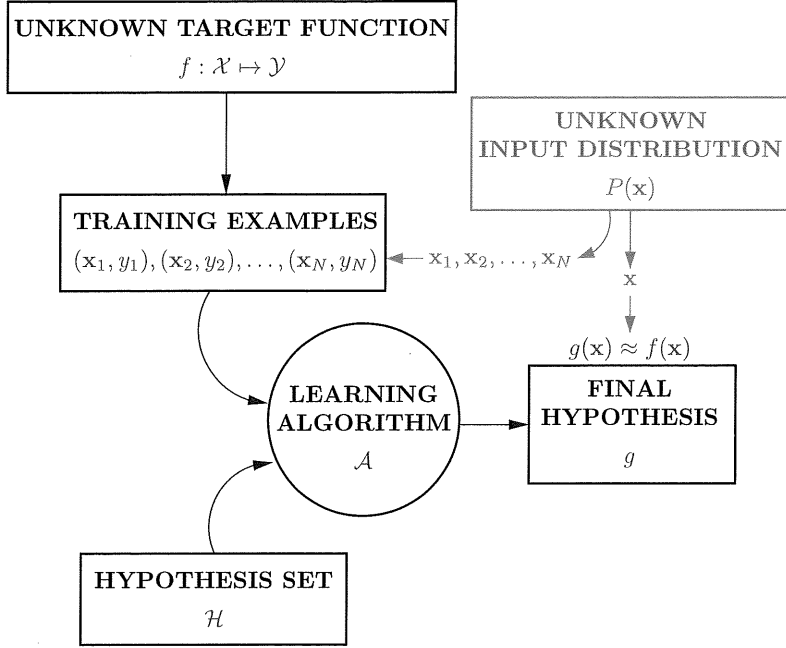 UNKNOWN TARGET FUNCTION
f : 𝒳 ↦ 𝒴
UNKNOWN
INPUT DISTRIBUTION
P(x)
TRAINING EXAMPLES
(x₁, y₁), (x₂, y₂), . . . , (x_N, y_N)
x₁, x₂, . . . , x_N
x
g(x) ≈ f(x)
LEARNING
ALGORITHM
𝒜
FINAL
HYPOTHESIS
g
HYPOTHESIS SET
ℋ